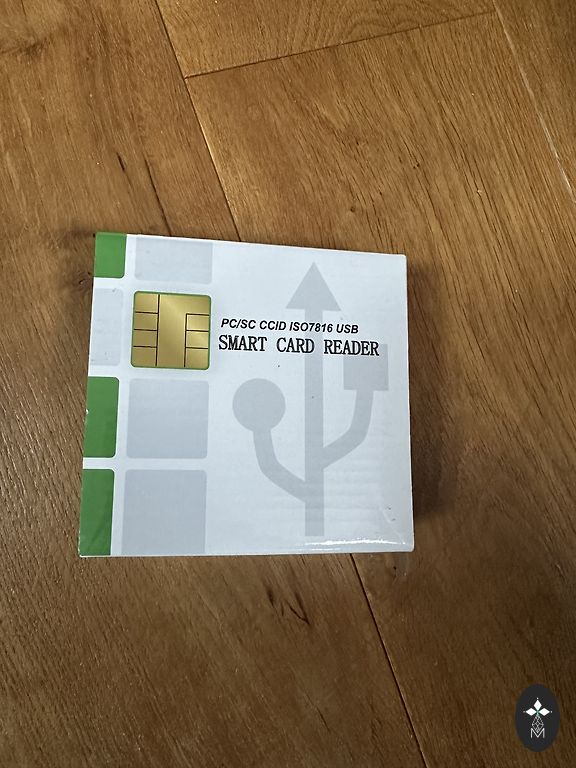 PC/SC CCID ISO7816 USB
SMART CARD READER
M